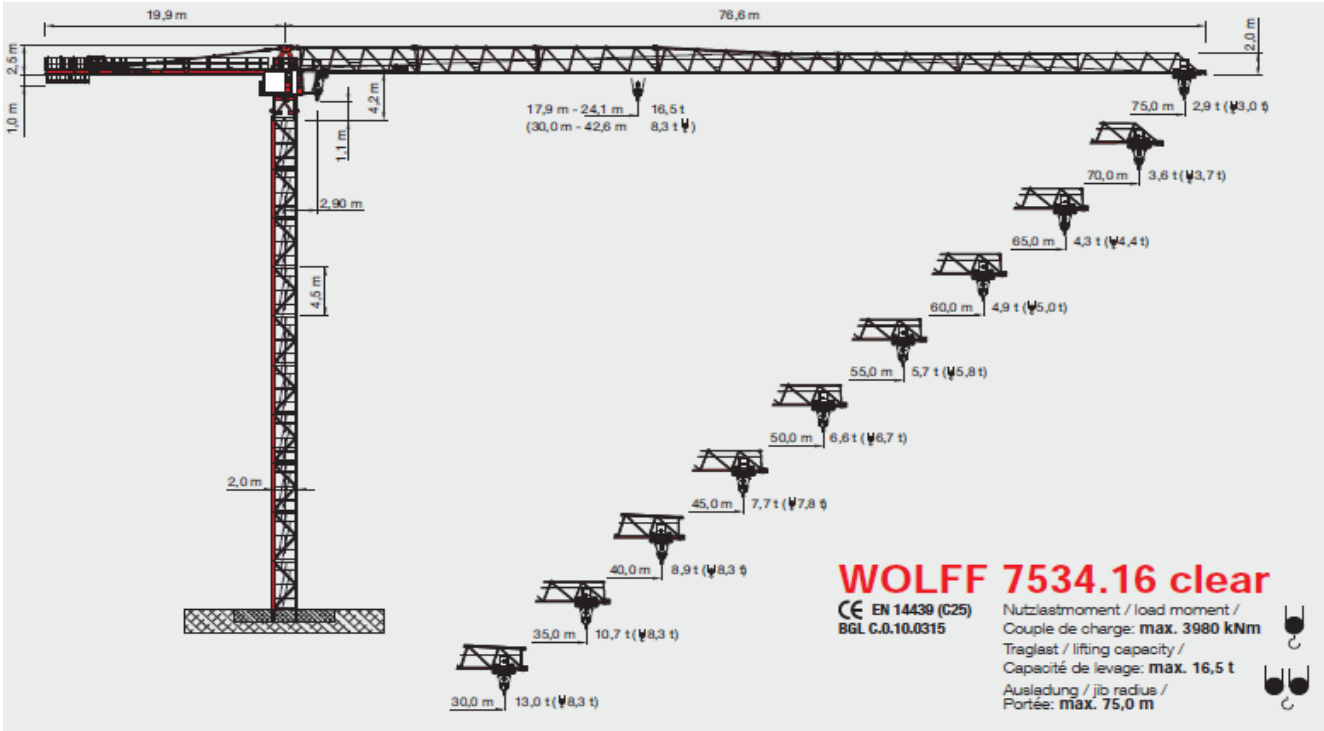 19,9 m
76,6 m
2,5 m
1,0 m
2,0 m
4,2 m
1,1 m
17,9 m – 24,1 m 16,5 t
(30,0 m – 42,6 m 8,3 t)
75,0 m 2,9 t (3,0 t)
70,0 m 3,6 t (3,7 t)
2,90 m
65,0 m 4,3 t (4,4 t)
4,5 m
60,0 m 4,9 t (5,0 t)
55,0 m 5,7 t (5,8 t)
50,0 m 6,6 t (6,7 t)
2,0 m
45,0 m 7,7 t (7,8 t)
40,0 m 8,9 t (8,3 t)
35,0 m 10,7 t (8,3 t)
30,0 m 13,0 t (8,3 t)
WOLFF 7534.16 clear
CE EN 14439 (C25)
BGL C.0.10.0315
Nutzlastmoment / load moment /
Couple de charge: max. 3980 kNm
Traglast / lifting capacity /
Capacité de levage: max. 16,5 t
Ausladung / jib radius /
Portée: max. 75,0 m